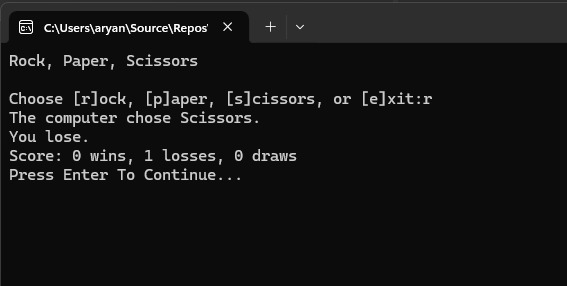 C:\Users\aryan\Source\Repos\
Rock, Paper, Scissors
Choose [r]ock, [p]aper, [s]cissors, or [e]xit:r
The computer chose Scissors.
You lose.
Score: 0 wins, 1 losses, 0 draws
Press Enter To Continue...